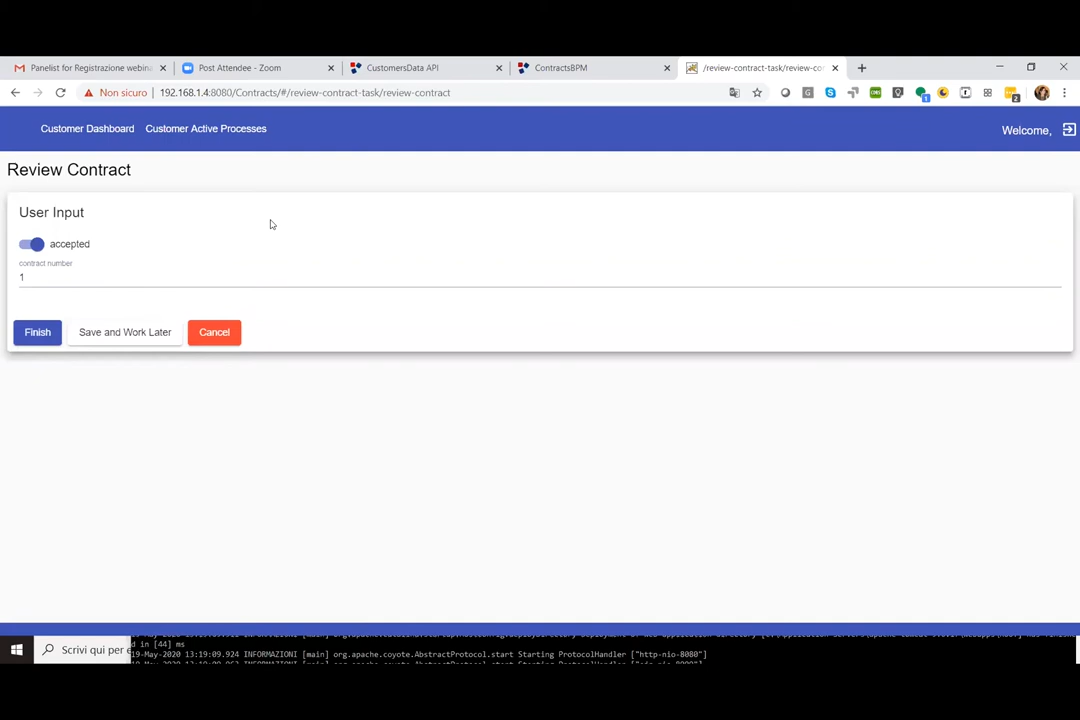 Panelist for Registrazione webina
Post Attendee - Zoom
CustomersData API
ContractsBPM
/review-contract-task/review-co
Non sicuro
192.168.1.4:8080/Contracts/#/review-contract-task/review-contract
Customer Dashboard
Customer Active Processes
Welcome,
Review Contract
User Input
accepted
contract number
1
Finish
Save and Work Later
Cancel
d in [44] ms
Scrivi qui per e
19-May-2020 13:19:09.924 INFORMAZIONI [main] org.apache.coyote.AbstractProtocol.start Starting ProtocolHandler ["http-nio-8080"]